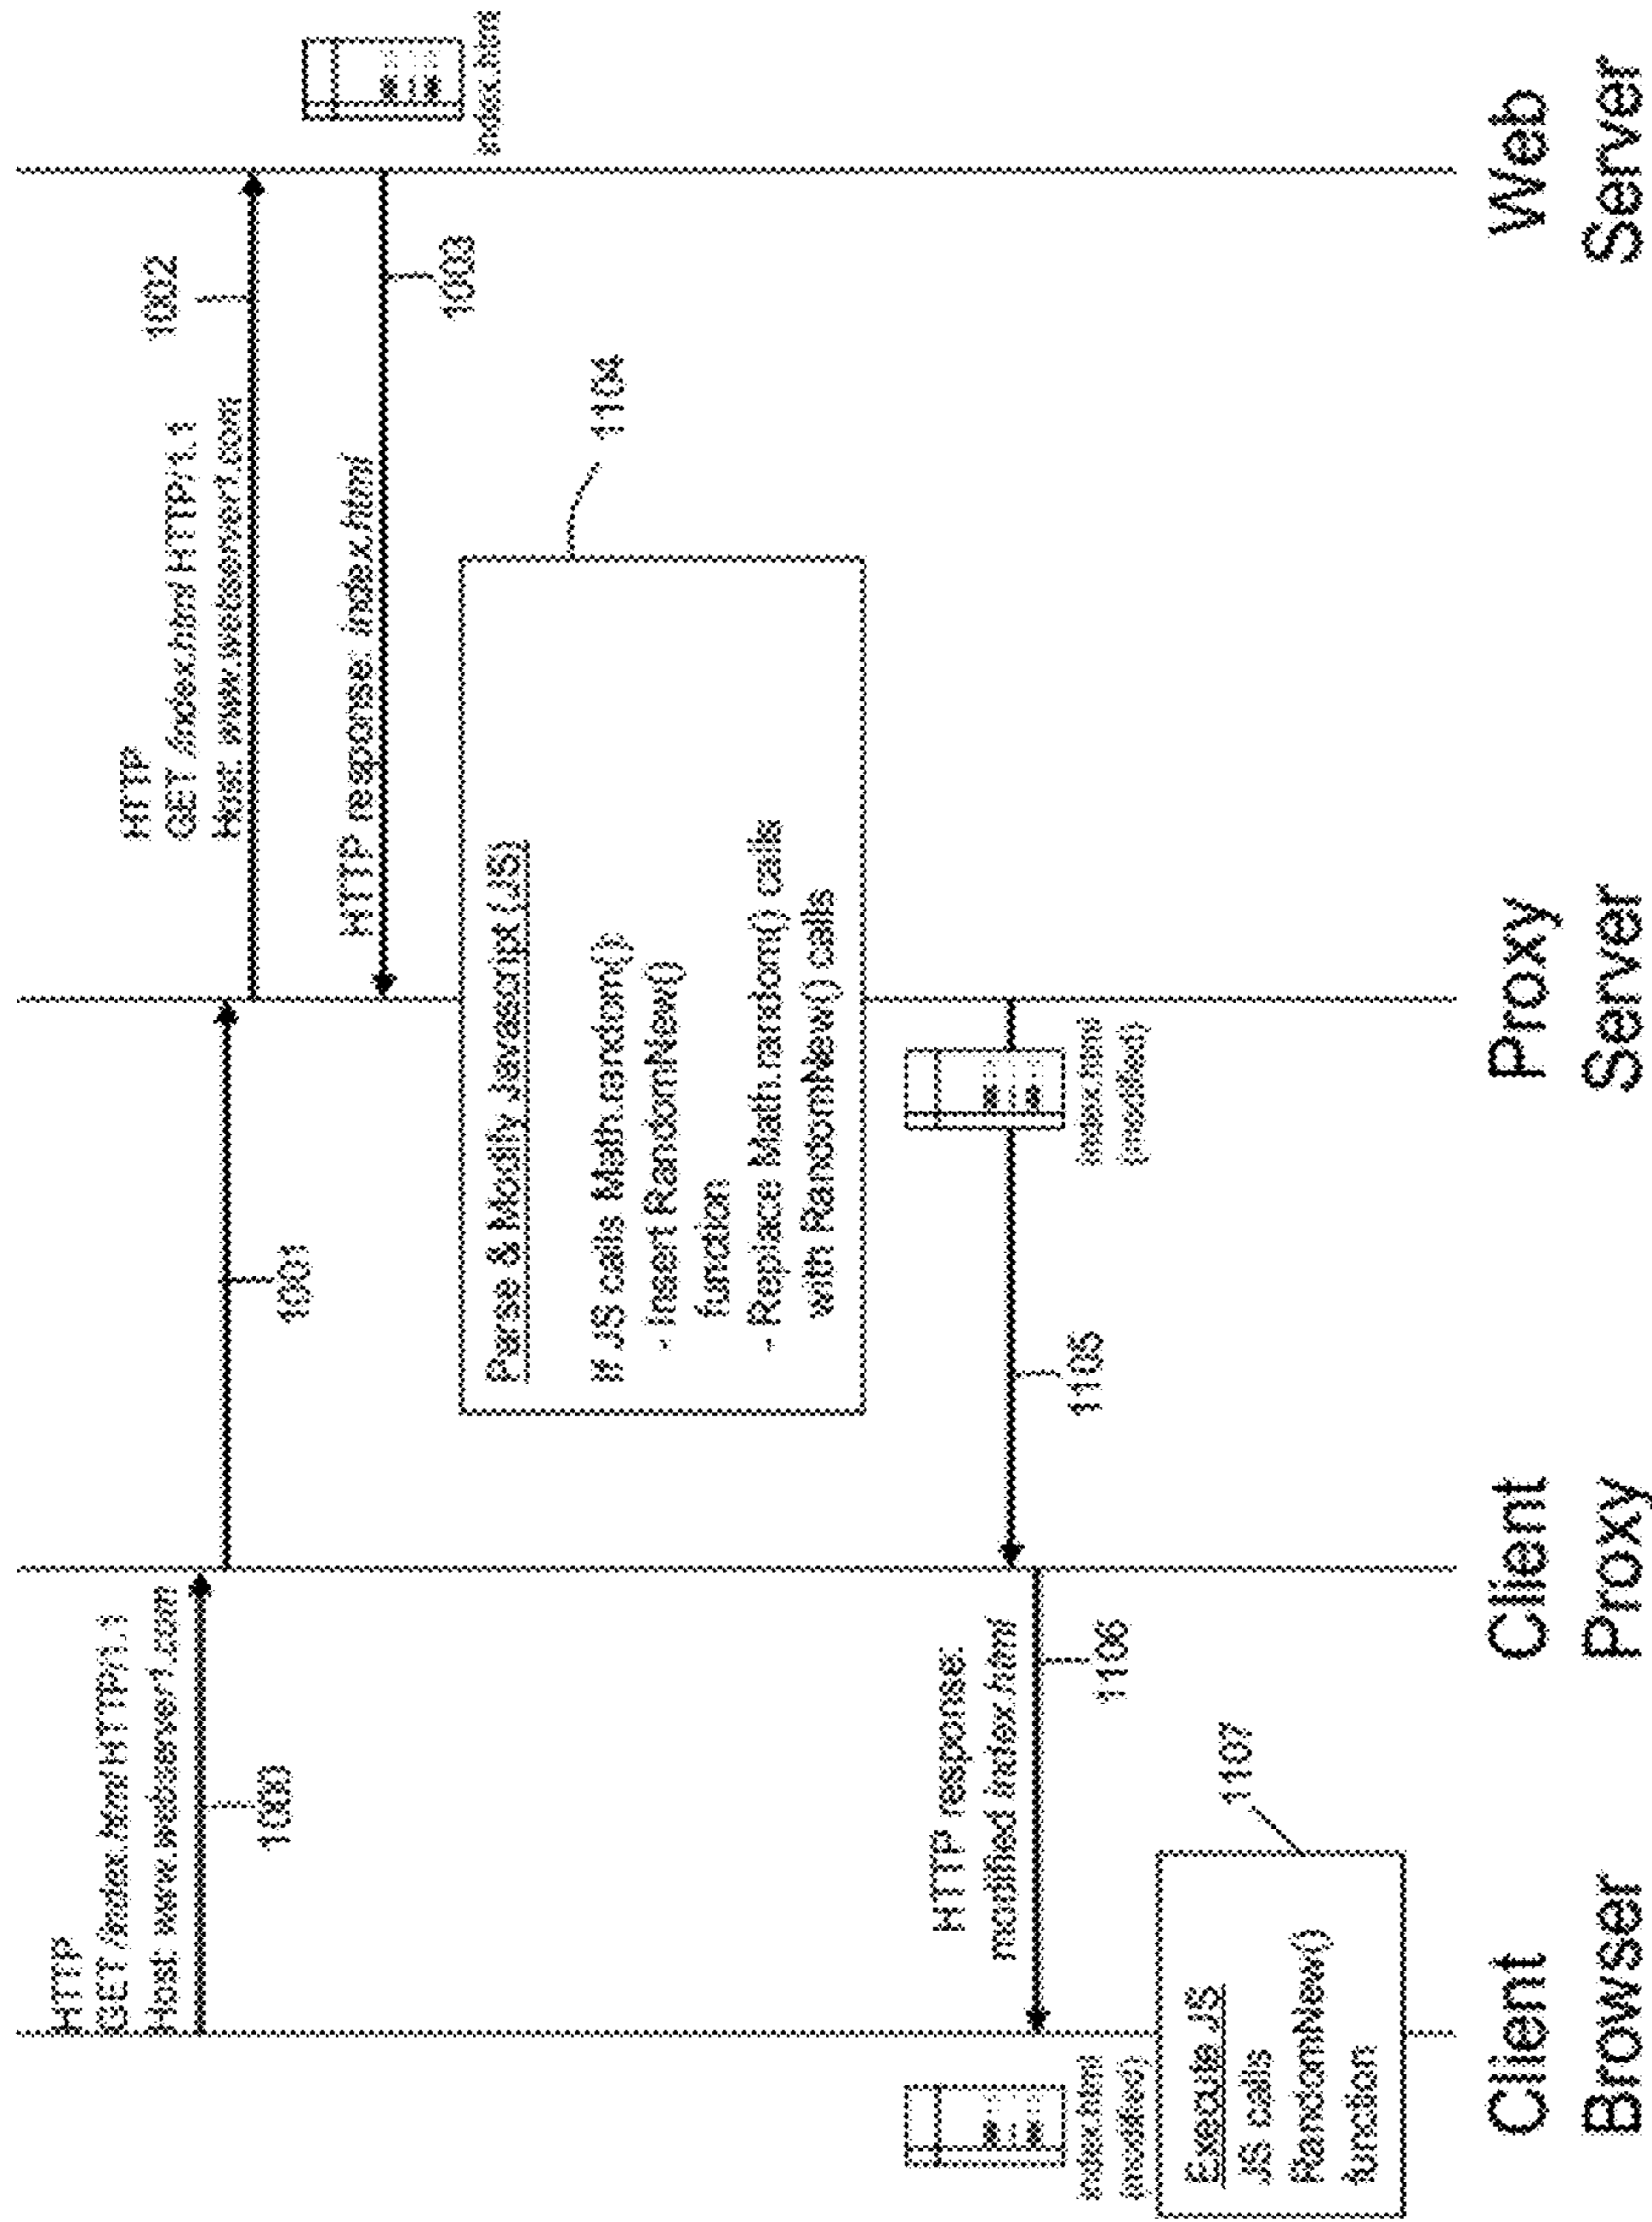 HTTP
GET /index.html HTTP/1.1
Host: www.webserver1.com
1000
1001
HTTP
GET /index.html HTTP/1.1
Host: www.webserver1.com
1002
HTTP response: index.html
1003
index.html
Parse & Modify Javascript (JS)
If JS calls Math.random()
- Insert RandomNew()
function
- Replace Math.random() calls
with RandomNew() calls
1104
index.html
(modified)
1105
HTTP response:
modified index.html
1106
index.html
(modified)
Execute JS
JS calls
RandomNew()
function
1107
Client
Browser
Client
Proxy
Proxy
Server
Web
Server